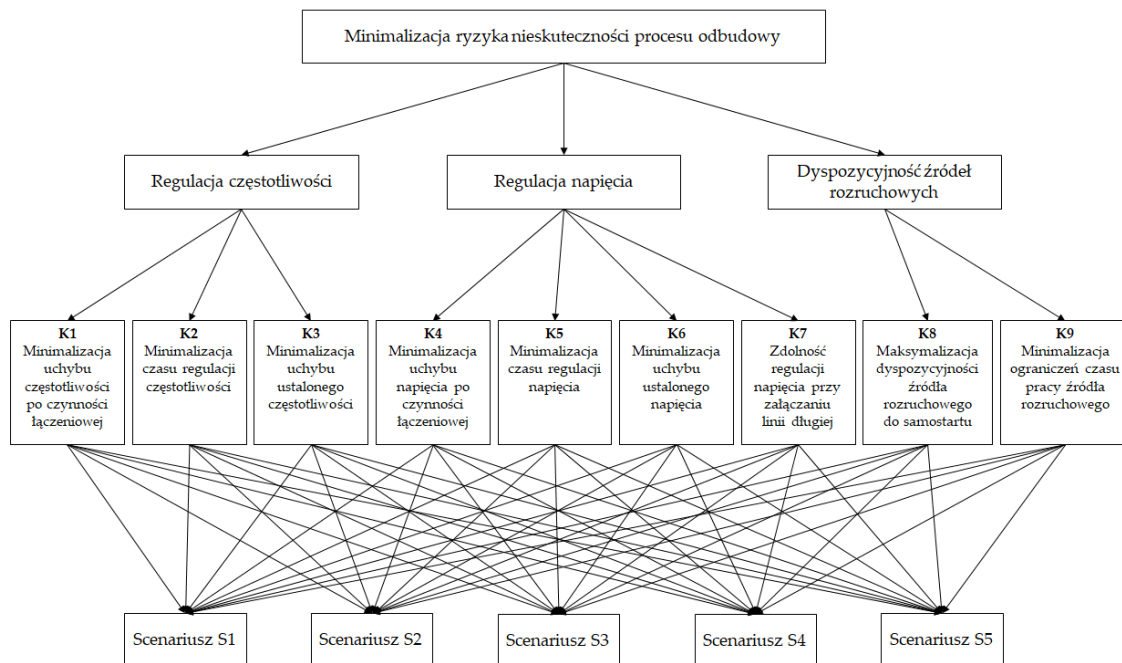 Minimalizacja ryzyka nieskuteczności procesu odbudowy
Regulacja częstotliwości
Regulacja napięcia
Dyspozycyjność źródeł
rozruchowych
K1
Minimalizacja
uchybu
częstotliwości
po czynności
łączeniowej
K2
Minimalizacja
czasu regulacji
częstotliwości
K3
Minimalizacja
uchybu
ustalonego
częstotliwości
K4
Minimalizacja
uchybu
napięcia po
czynności
łączeniowej
K5
Minimalizacja
czasu regulacji
napięcia
K6
Minimalizacja
uchybu
ustalonego
napięcia
K7
Zdolność
regulacji
napięcia przy
załączaniu
linii długiej
K8
Maksymalizacja
dyspozycyjności
źródła
rozruchowego
do samostartu
K9
Minimalizacja
ograniczeń czasu
pracy źródła
rozruchowego
Scenariusz S1
Scenariusz S2
Scenariusz S3
Scenariusz S4
Scenariusz S5